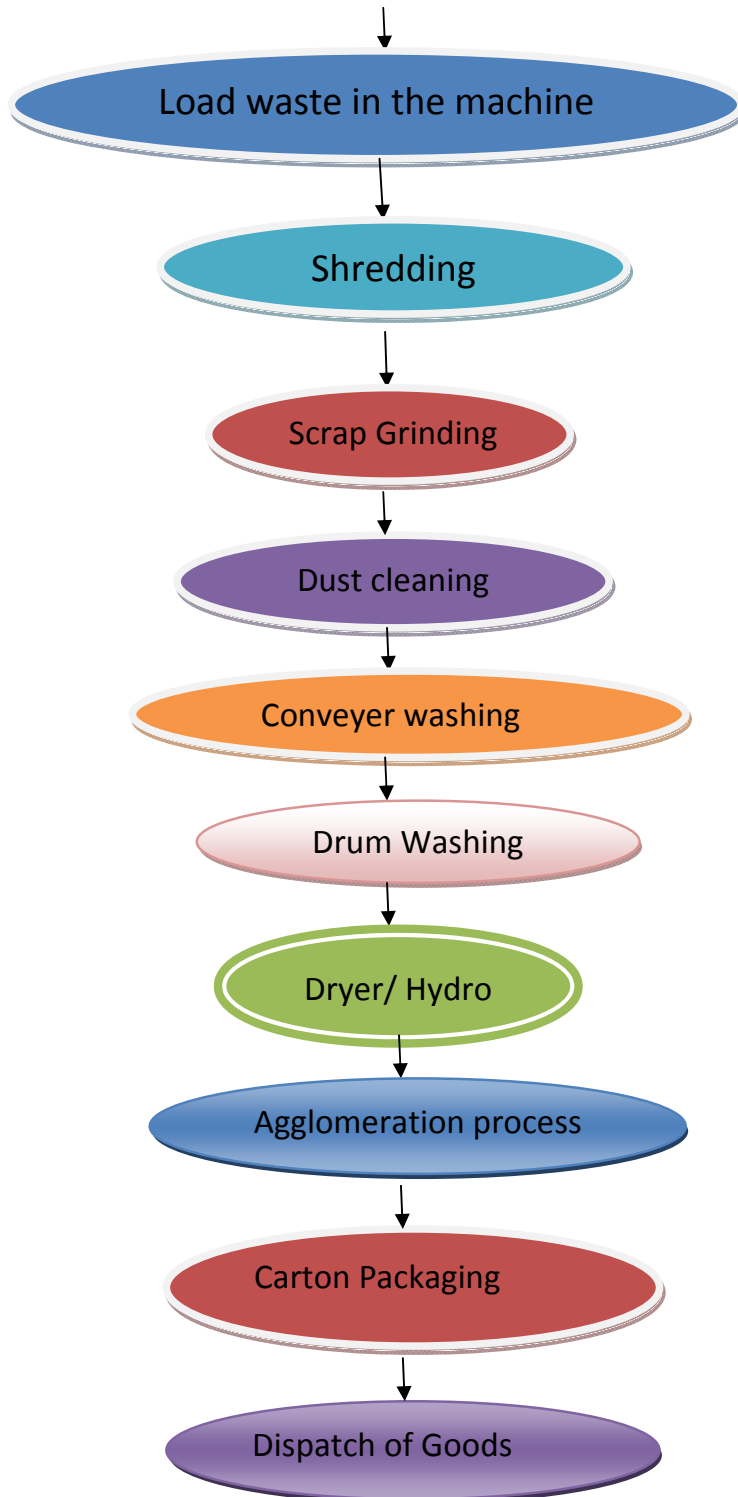 Load waste in the machine
Shredding
Scrap Grinding
Dust cleaning
Conveyer washing
Drum Washing
Dryer/ Hydro
Agglomeration process
Carton Packaging
Dispatch of Goods